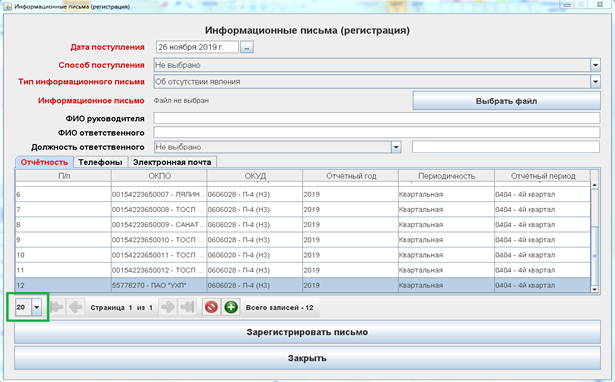 Информационные письма (регистрация)
Информационные письма (регистрация)
Дата поступления 26 ноября 2019 г. ...
Способ поступления Не выбрано
Тип информационного письма Об отсутствии явления
Информационное письмо Файл не выбран Выбрать файл
ФИО руководителя
ФИО ответственного
Должность ответственного Не выбрано
Отчётность Телефоны Электронная почта
П/п ОКПО ОКУД Отчётный год Периодичность Отчётный период
6 00154223650007 - ЛЯЛИН... 0606028 - П-4 (НЗ) 2019 Квартальная 0404 - 4й квартал
7 00154223650008 - ТОСП ... 0606028 - П-4 (НЗ) 2019 Квартальная 0404 - 4й квартал
8 00154223650009 - САНАТ... 0606028 - П-4 (НЗ) 2019 Квартальная 0404 - 4й квартал
9 00154223650010 - ТОСП ... 0606028 - П-4 (НЗ) 2019 Квартальная 0404 - 4й квартал
10 00154223650011 - ТОСП ... 0606028 - П-4 (НЗ) 2019 Квартальная 0404 - 4й квартал
11 00154223650012 - ТОСП ... 0606028 - П-4 (НЗ) 2019 Квартальная 0404 - 4й квартал
12 55778270 - ПАО "УХП" 0606028 - П-4 (НЗ) 2019 Квартальная 0404 - 4й квартал
20 Страница 1 из 1 Всего записей - 12
Зарегистрировать письмо
Закрыть